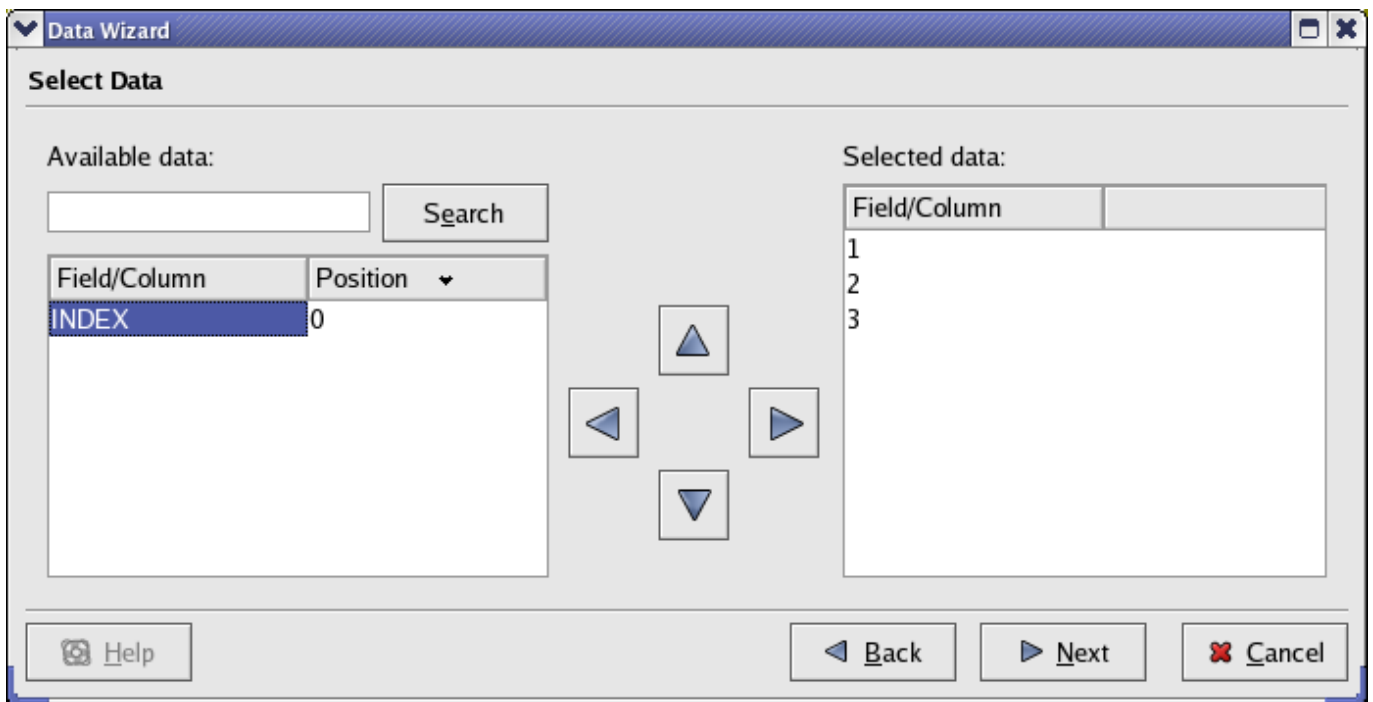 Data Wizard
Select Data
Available data:
Search
Field/Column Position
INDEX 0
Selected data:
Field/Column
1
2
3
Help
Back
Next
Cancel